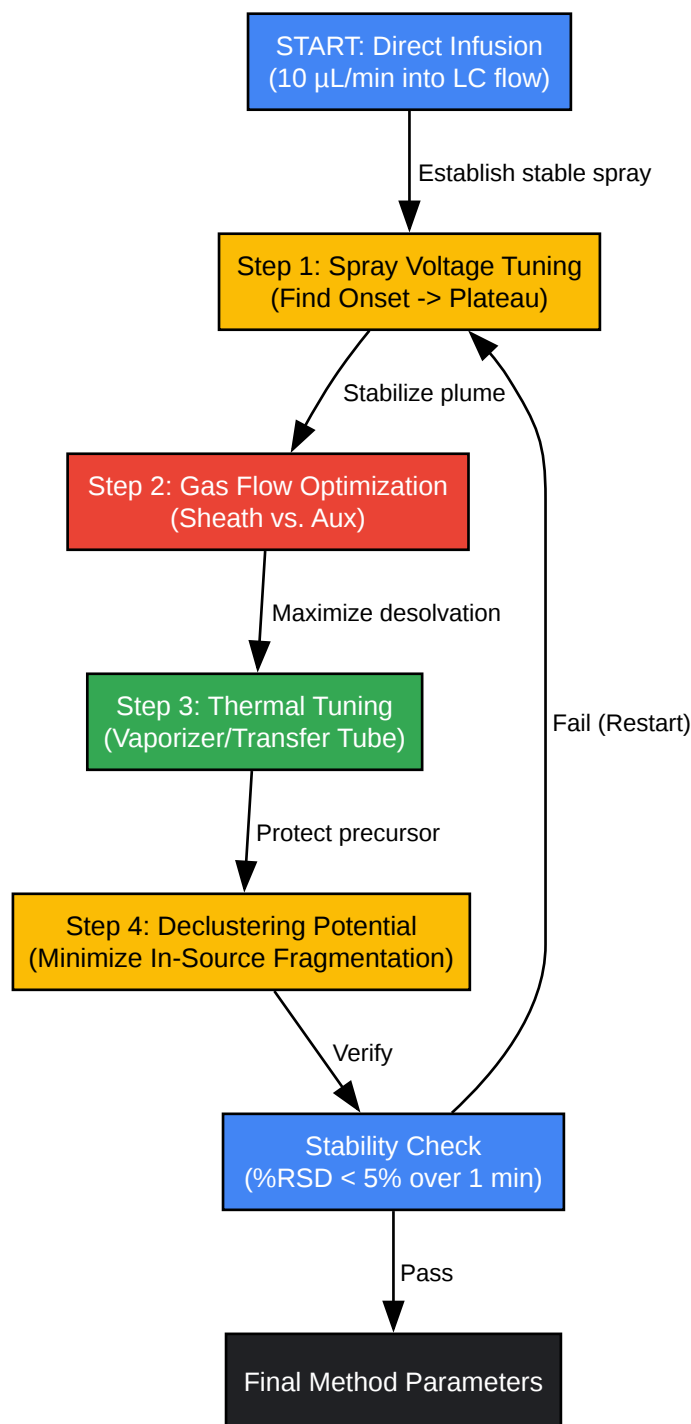 START: Direct Infusion
(10 µL/min into LC flow)
Establish stable spray
Step 1: Spray Voltage Tuning
(Find Onset -> Plateau)
Stabilize plume
Step 2: Gas Flow Optimization
(Sheath vs. Aux)
Maximize desolvation
Step 3: Thermal Tuning
(Vaporizer/Transfer Tube)
Fail (Restart)
Protect precursor
Step 4: Declustering Potential
(Minimize In-Source Fragmentation)
Verify
Stability Check
(%RSD < 5% over 1 min)
Pass
Final Method Parameters